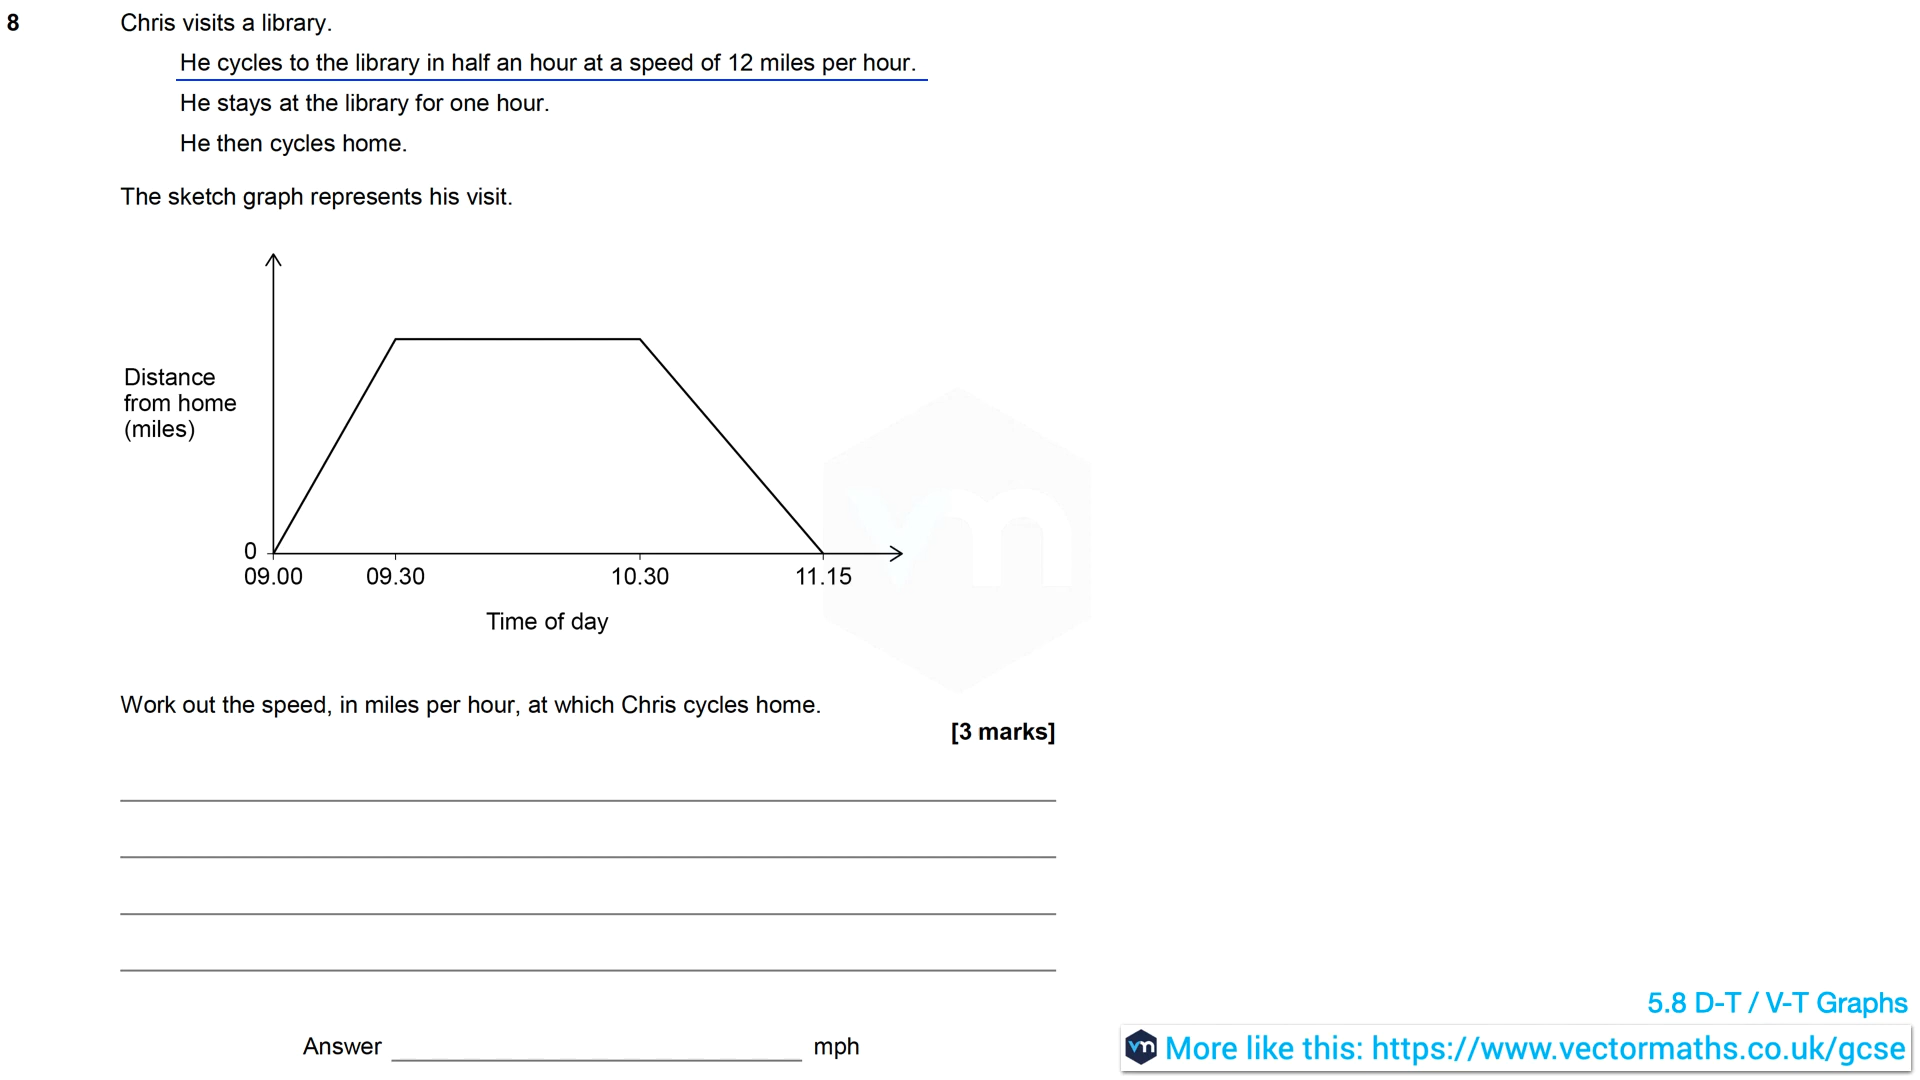 8 Chris visits a library.
He cycles to the library in half an hour at a speed of 12 miles per hour.
He stays at the library for one hour.
He then cycles home.
The sketch graph represents his visit.
Distance
from home
(miles)
0
09.00 09.30 10.30 11.15
Time of day
vm
Work out the speed, in miles per hour, at which Chris cycles home.
[3 marks]
Answer mph
5.8 D-T / V-T Graphs
vm More like this: https://www.vectormaths.co.uk/gcse